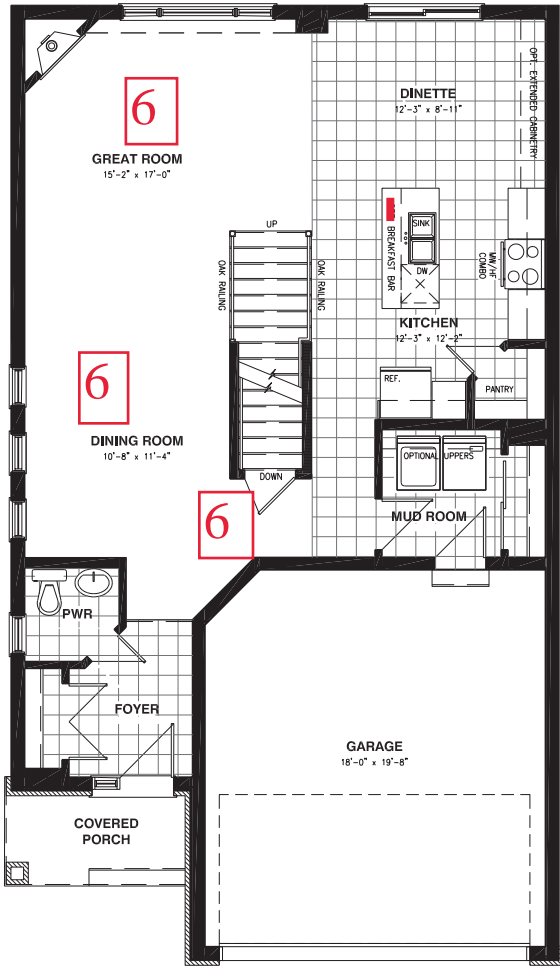 DINETTE
12'-3" x 8'-11"
OPT. EXTENDED CABINETRY
6
GREAT ROOM
15'-2" x 17'-0"
UP
OAK RAILING
OAK RAILING
SINK
BREAKFAST BAR
DW
MW/HF
COMBO
KITCHEN
12'-3" x 12'-2"
REF.
PANTRY
6
DINING ROOM
10'-8" x 11'-4"
DOWN
OPTIONAL UPPERS
MUD ROOM
6
PWR
FOYER
GARAGE
18'-0" x 19'-8"
COVERED
PORCH